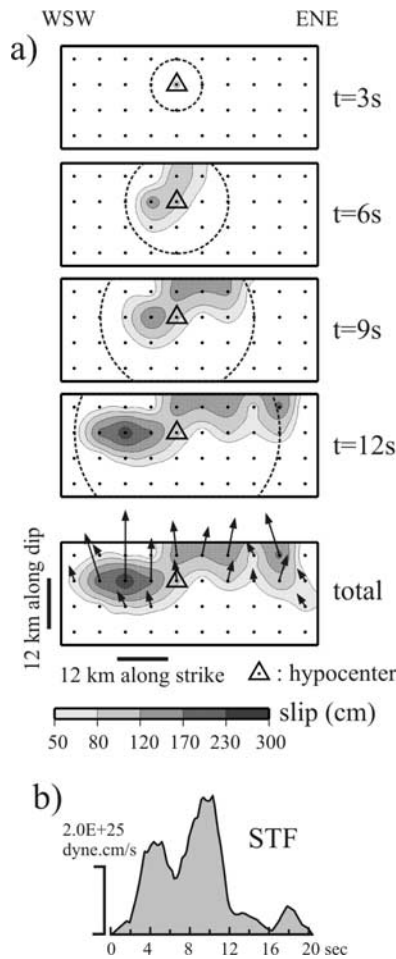 WSW ENE
a)
t=3s
t=6s
t=9s
t=12s
total
12 km along dip
12 km along strike
: hypocenter
slip (cm)
50 80 120 170 230 300
b)
2.0E+25
dyne.cm/s
STF
0 4 8 12 16 20 sec